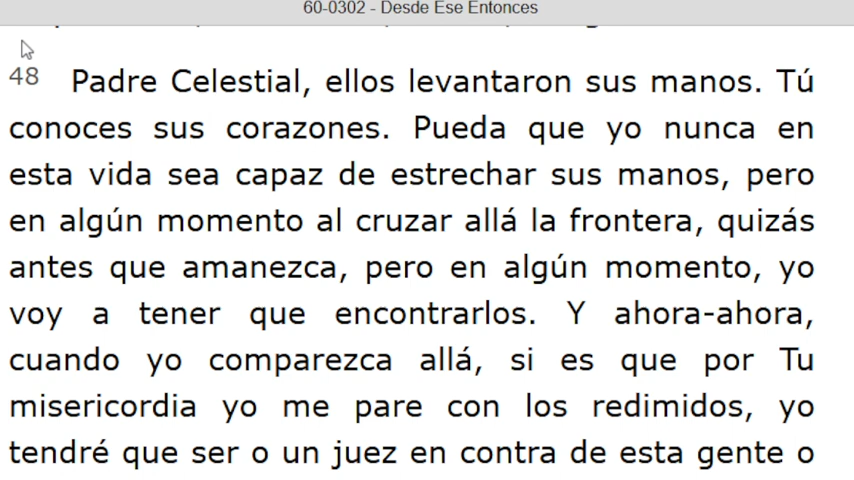 60-0302 - Desde Ese Entonces
48 Padre Celestial, ellos levantaron sus manos. Tú
conoces sus corazones. Pueda que yo nunca en
esta vida sea capaz de estrechar sus manos, pero
en algún momento al cruzar allá la frontera, quizás
antes que amanezca, pero en algún momento, yo
voy a tener que encontrarlos. Y ahora-ahora,
cuando yo comparezca allá, si es que por Tu
misericordia yo me pare con los redimidos, yo
tendré que ser o un juez en contra de esta gente o